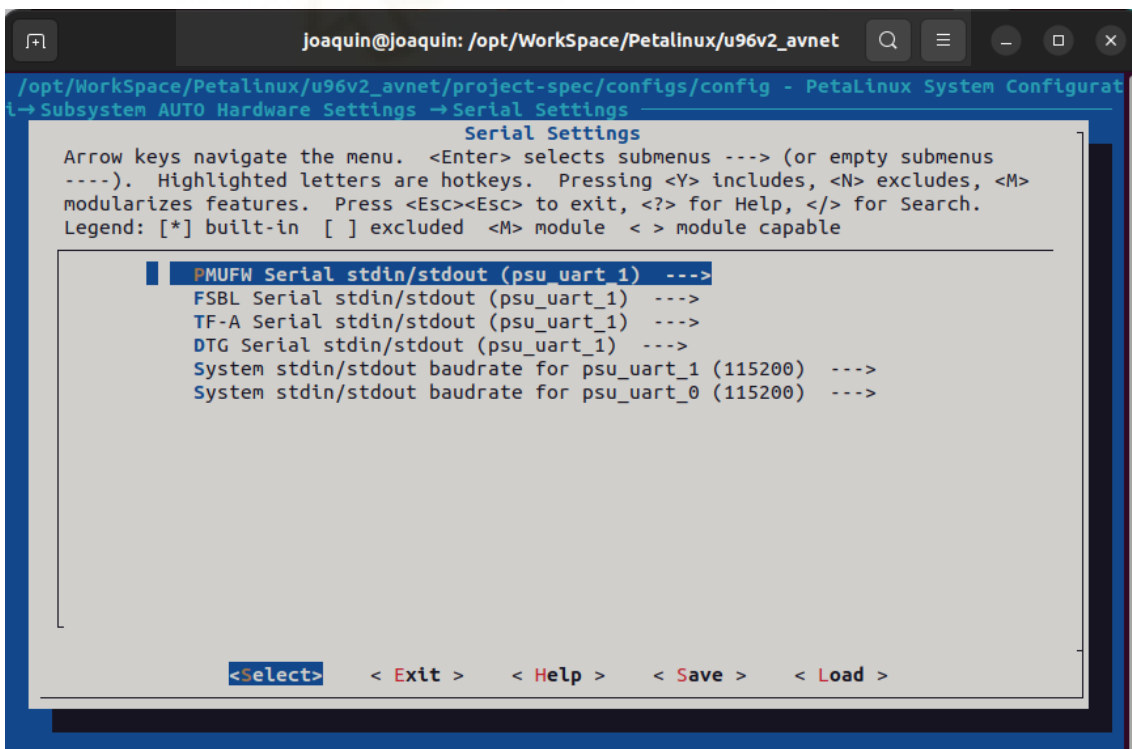 joaquin@joaquin: /opt/WorkSpace/Petalinux/u96v2_avnet
/opt/WorkSpace/Petalinux/u96v2_avnet/project-spec/configs/config - PetaLinux System Configurat
i→ Subsystem AUTO Hardware Settings → Serial Settings
Serial Settings
Arrow keys navigate the menu.  <Enter> selects submenus ---> (or empty submenus
----).  Highlighted letters are hotkeys.  Pressing <Y> includes, <N> excludes, <M>
modularizes features.  Press <Esc><Esc> to exit, <?> for Help, </> for Search.
Legend: [*] built-in  [ ] excluded  <M> module  < > module capable
PMUFW Serial stdin/stdout (psu_uart_1)  --->
FSBL Serial stdin/stdout (psu_uart_1)  --->
TF-A Serial stdin/stdout (psu_uart_1)  --->
DTG Serial stdin/stdout (psu_uart_1)  --->
System stdin/stdout baudrate for psu_uart_1 (115200)  --->
System stdin/stdout baudrate for psu_uart_0 (115200)  --->
<Select>    < Exit >    < Help >    < Save >    < Load >